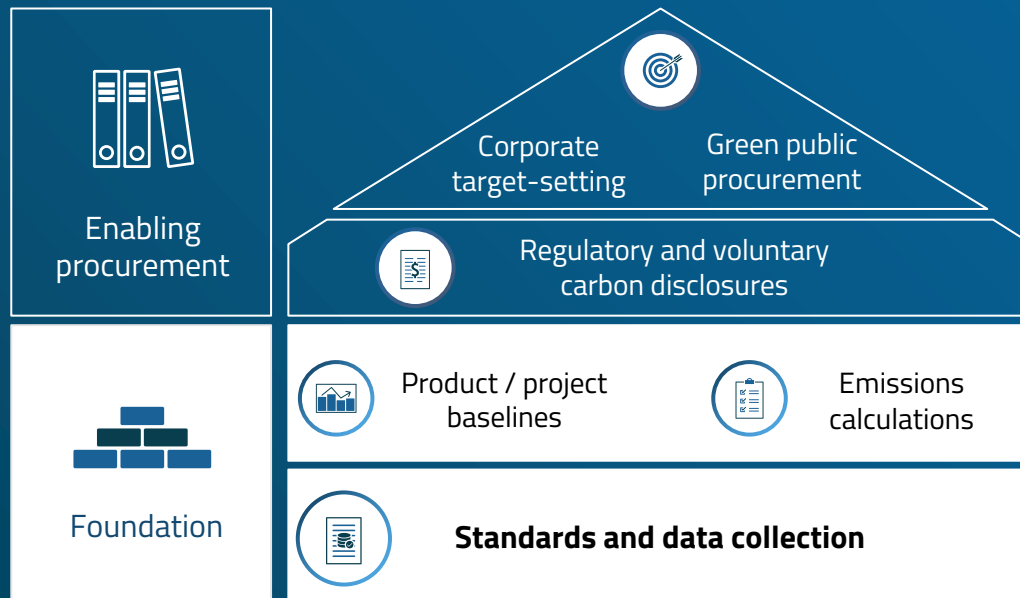 Enabling
procurement
Corporate
target-setting
Green public
procurement
Regulatory and voluntary
carbon disclosures
Foundation
Product / project
baselines
Emissions
calculations
Standards and data collection